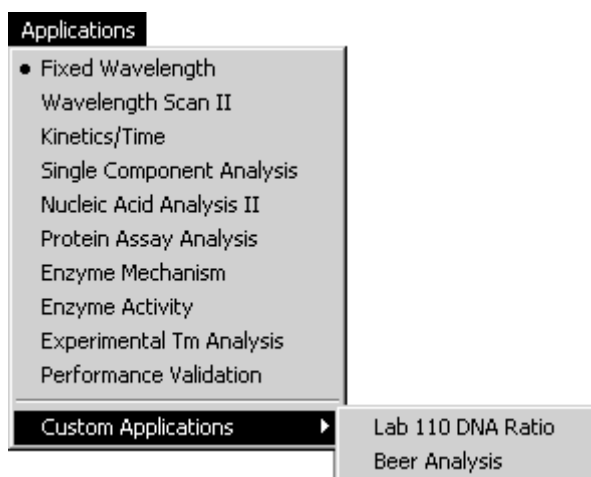 Applications
Fixed Wavelength
Wavelength Scan II
Kinetics/Time
Single Component Analysis
Nucleic Acid Analysis II
Protein Assay Analysis
Enzyme Mechanism
Enzyme Activity
Experimental Tm Analysis
Performance Validation
Custom Applications
Lab 110 DNA Ratio
Beer Analysis